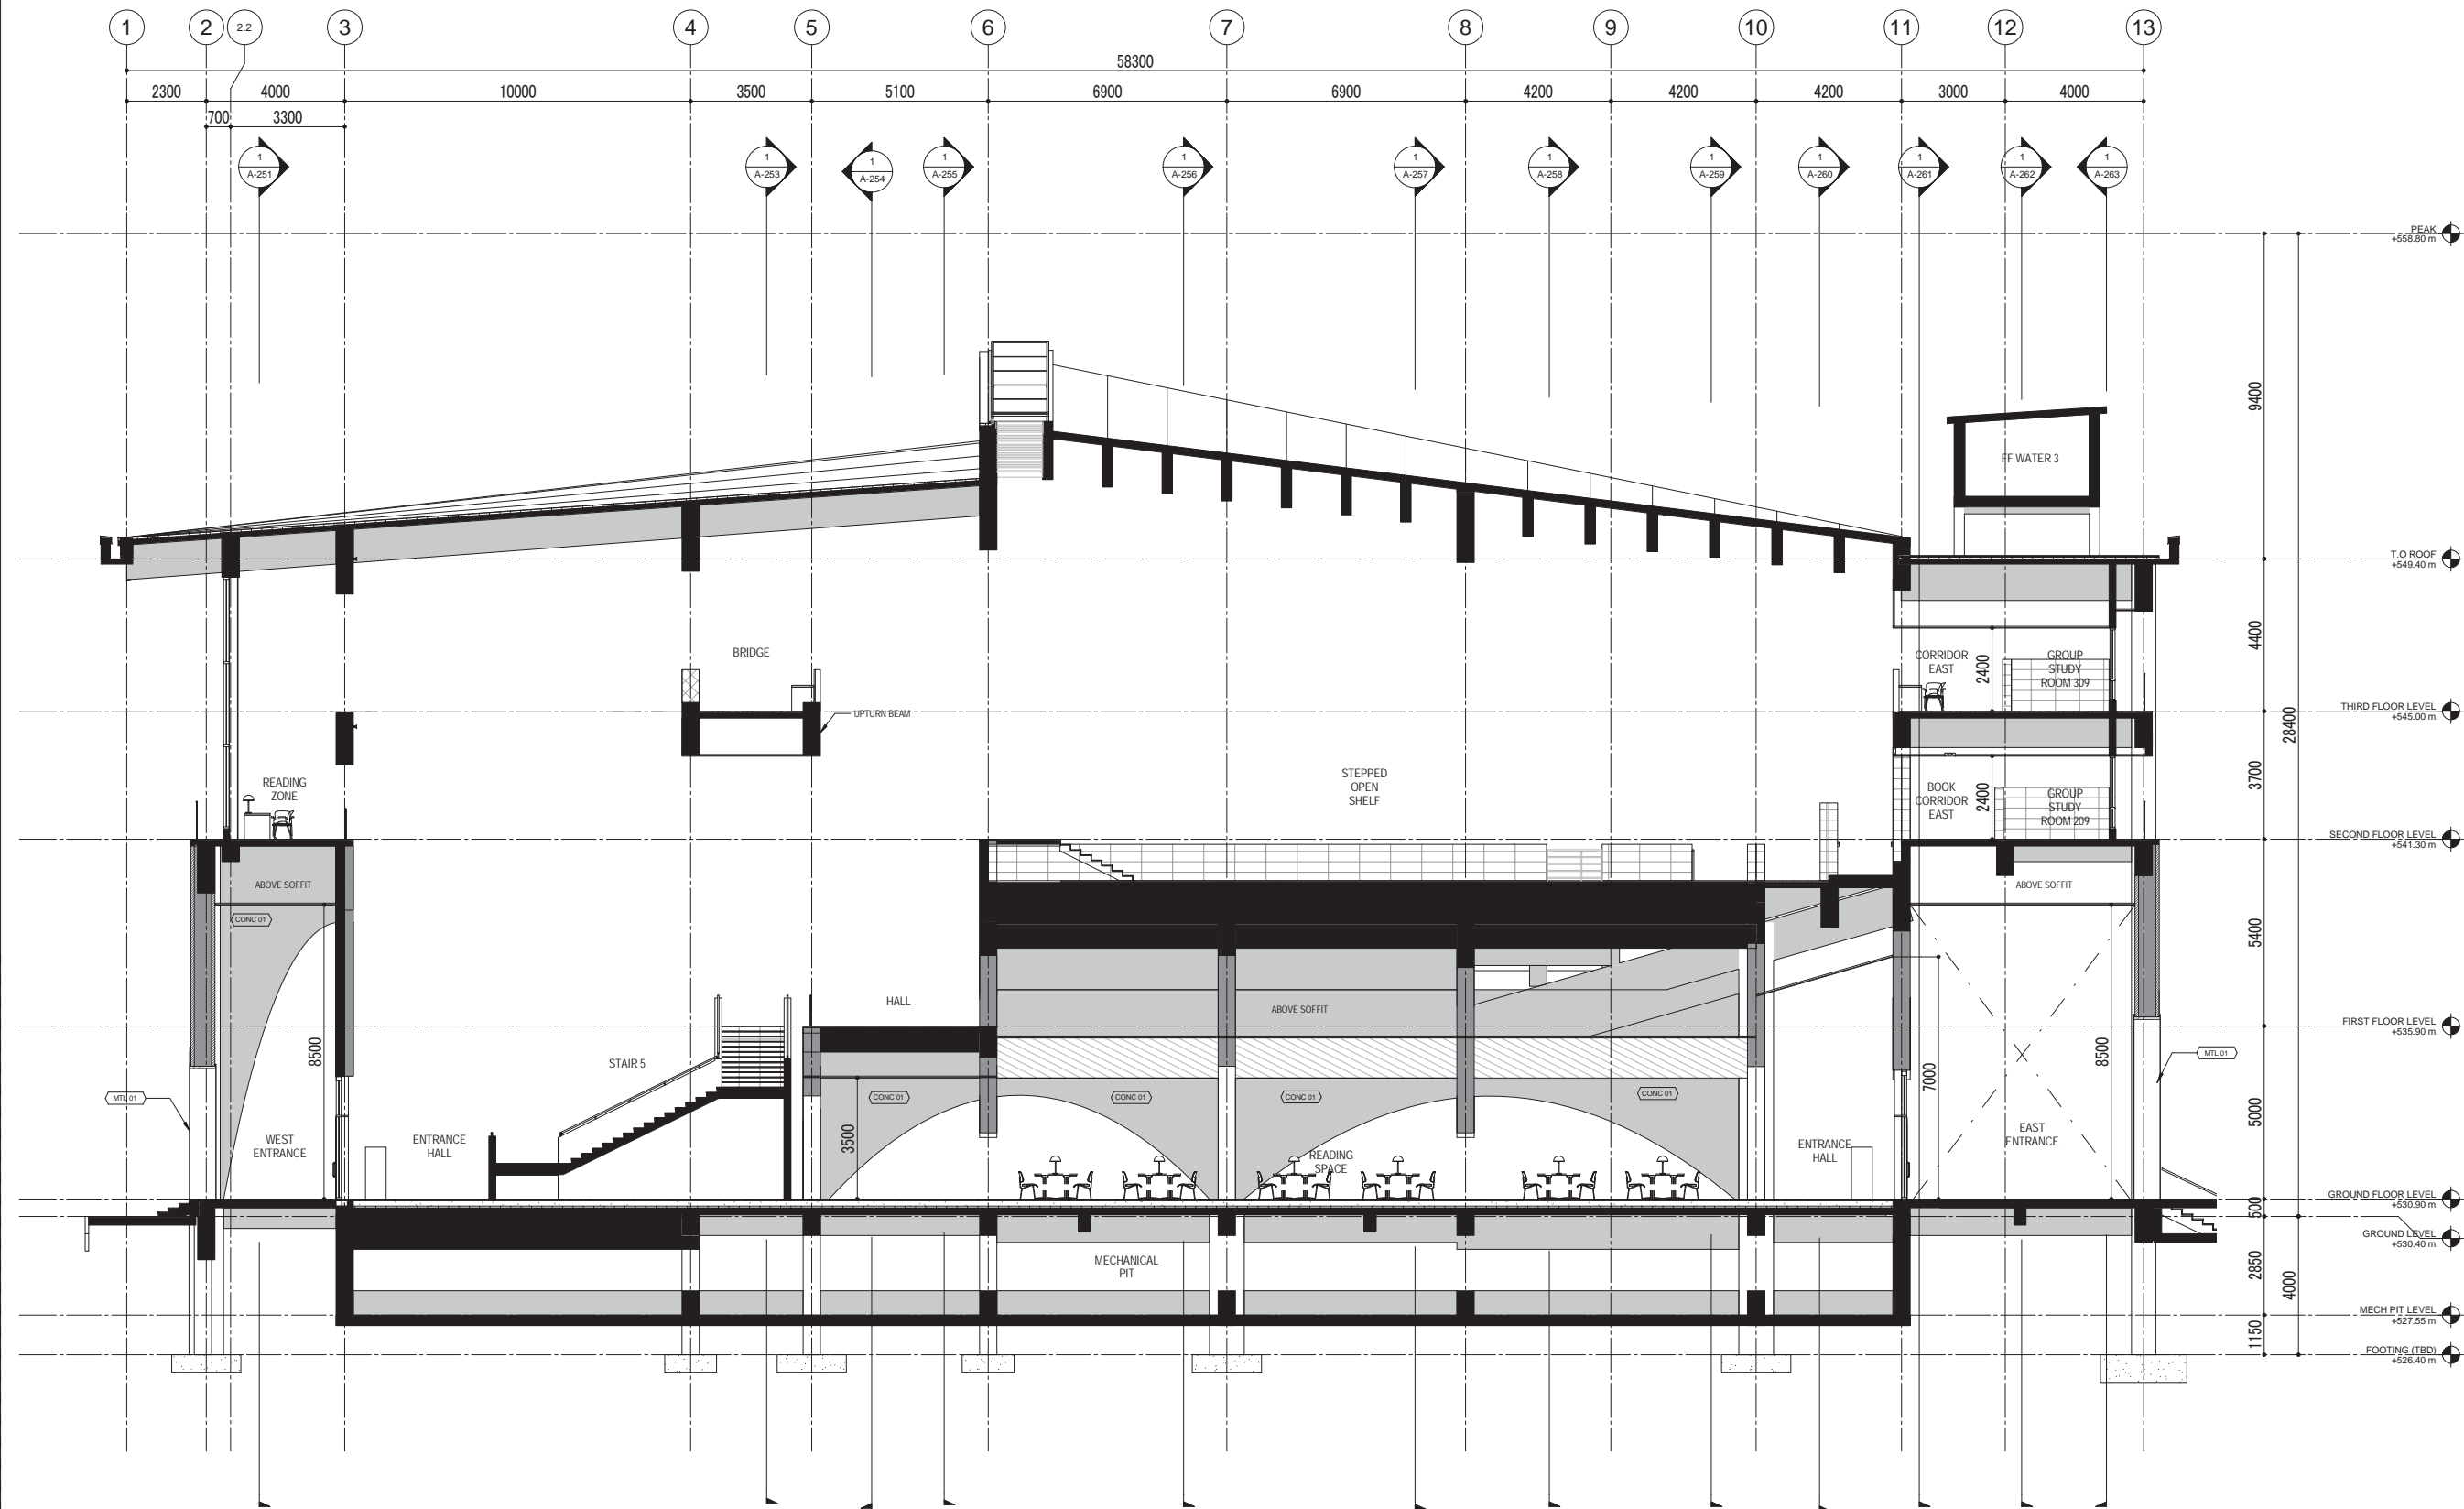 1 2 2.2 3 4 5 6 7 8 9 10 11 12 13
58300
2300 4000 10000 3500 5100 6900 6900 4200 4200 4200 3000 4000
700 3300
1 1 1 1 1 1 1 1 1 1 1 1
A-251 A-253 A-254 A-255 A-256 A-257 A-258 A-259 A-260 A-261 A-262 A-263
PEAK
+558.80 m
9400
FF WATER 3
T.O ROOF
+549.40 m
4400
BRIDGE
CORRIDOR
EAST
2400
GROUP
STUDY
ROOM 309
UPTURN BEAM
THIRD FLOOR LEVEL
+545.00 m
28400
3700
READING
ZONE
STEPPED
OPEN
SHELF
BOOK
CORRIDOR
EAST
2400
GROUP
STUDY
ROOM 209
SECOND FLOOR LEVEL
+541.30 m
ABOVE SOFFIT
ABOVE SOFFIT
CONC 01
5400
HALL
ABOVE SOFFIT
FIRST FLOOR LEVEL
+535.90 m
8500
STAIR 5
7000
8500
MTL 01
MTL 01
CONC 01
CONC 01
CONC 01
CONC 01
5000
WEST
ENTRANCE
ENTRANCE
HALL
3500
READING
SPACE
ENTRANCE
HALL
EAST
ENTRANCE
GROUND FLOOR LEVEL
+530.90 m
500
GROUND LEVEL
+530.40 m
MECHANICAL
PIT
2850
4000
MECH PIT LEVEL
+527.55 m
1150
FOOTING (TBD)
+526.40 m